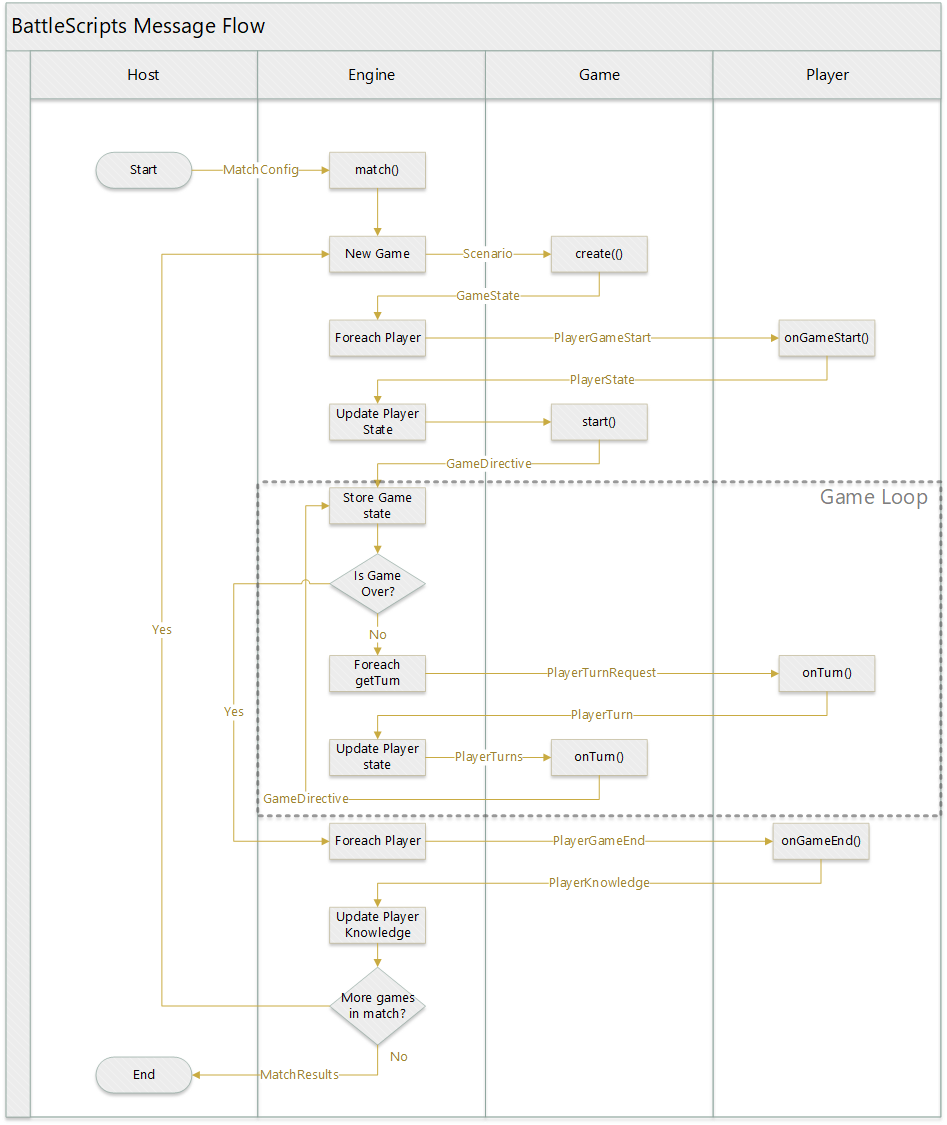 BattleScripts Message Flow
Host
Engine
Game
Player
Start
MatchConfig
match()
New Game
Scenario
create(()
GameState
Foreach Player
PlayerGameStart
onGameStart()
PlayerState
Update Player
State
start()
GameDirective
Game Loop
Store Game
state
Is Game
Over?
No
Yes
Foreach
getTurn
PlayerTurnRequest
onTurn()
Yes
PlayerTurn
Update Player
state
PlayerTurns
onTurn()
GameDirective
Foreach Player
PlayerGameEnd
onGameEnd()
PlayerKnowledge
Update Player
Knowledge
More games
in match?
No
End
MatchResults